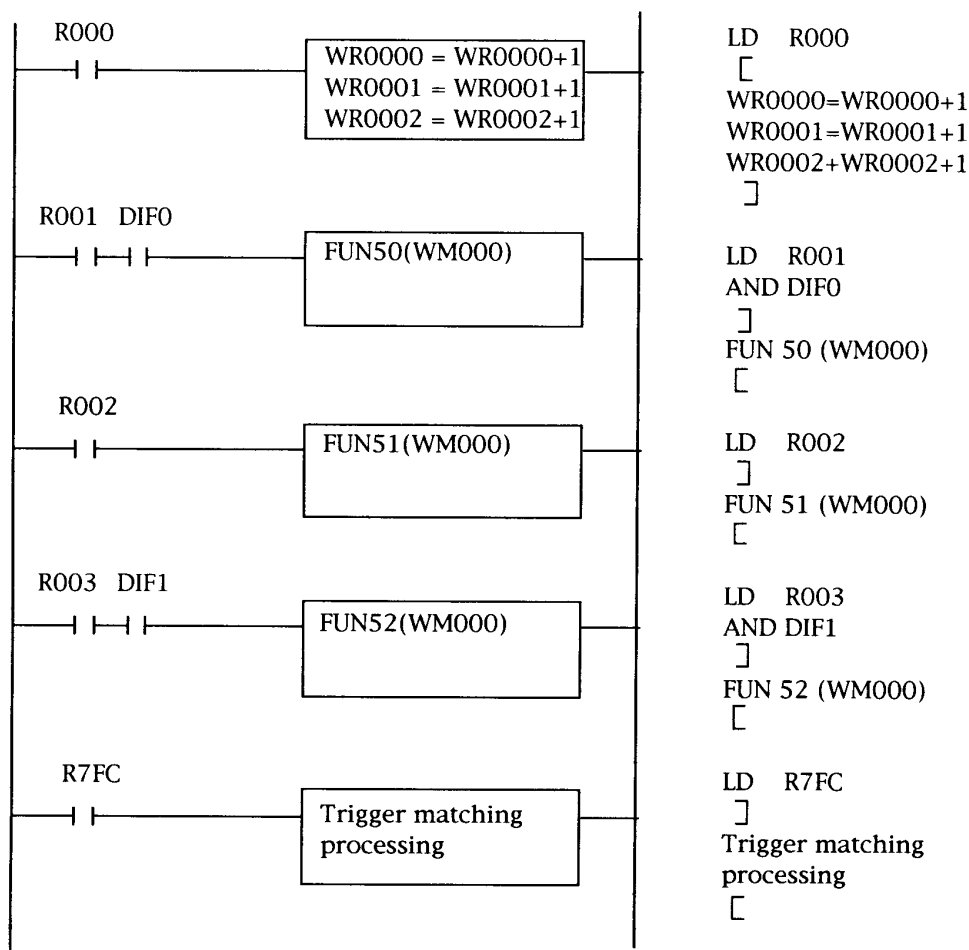 R000
WR0000 = WR0000+1
WR0001 = WR0001+1
WR0002 = WR0002+1
LD R000
[
WR0000=WR0000+1
WR0001=WR0001+1
WR0002+WR0002+1
]
R001 DIF0
FUN50(WM000)
LD R001
AND DIF0
]
FUN 50 (WM000)
[
R002
FUN51(WM000)
LD R002
]
FUN 51 (WM000)
[
R003 DIF1
FUN52(WM000)
LD R003
AND DIF1
]
FUN 52 (WM000)
[
R7FC
Trigger matching
processing
LD R7FC
]
Trigger matching
processing
[